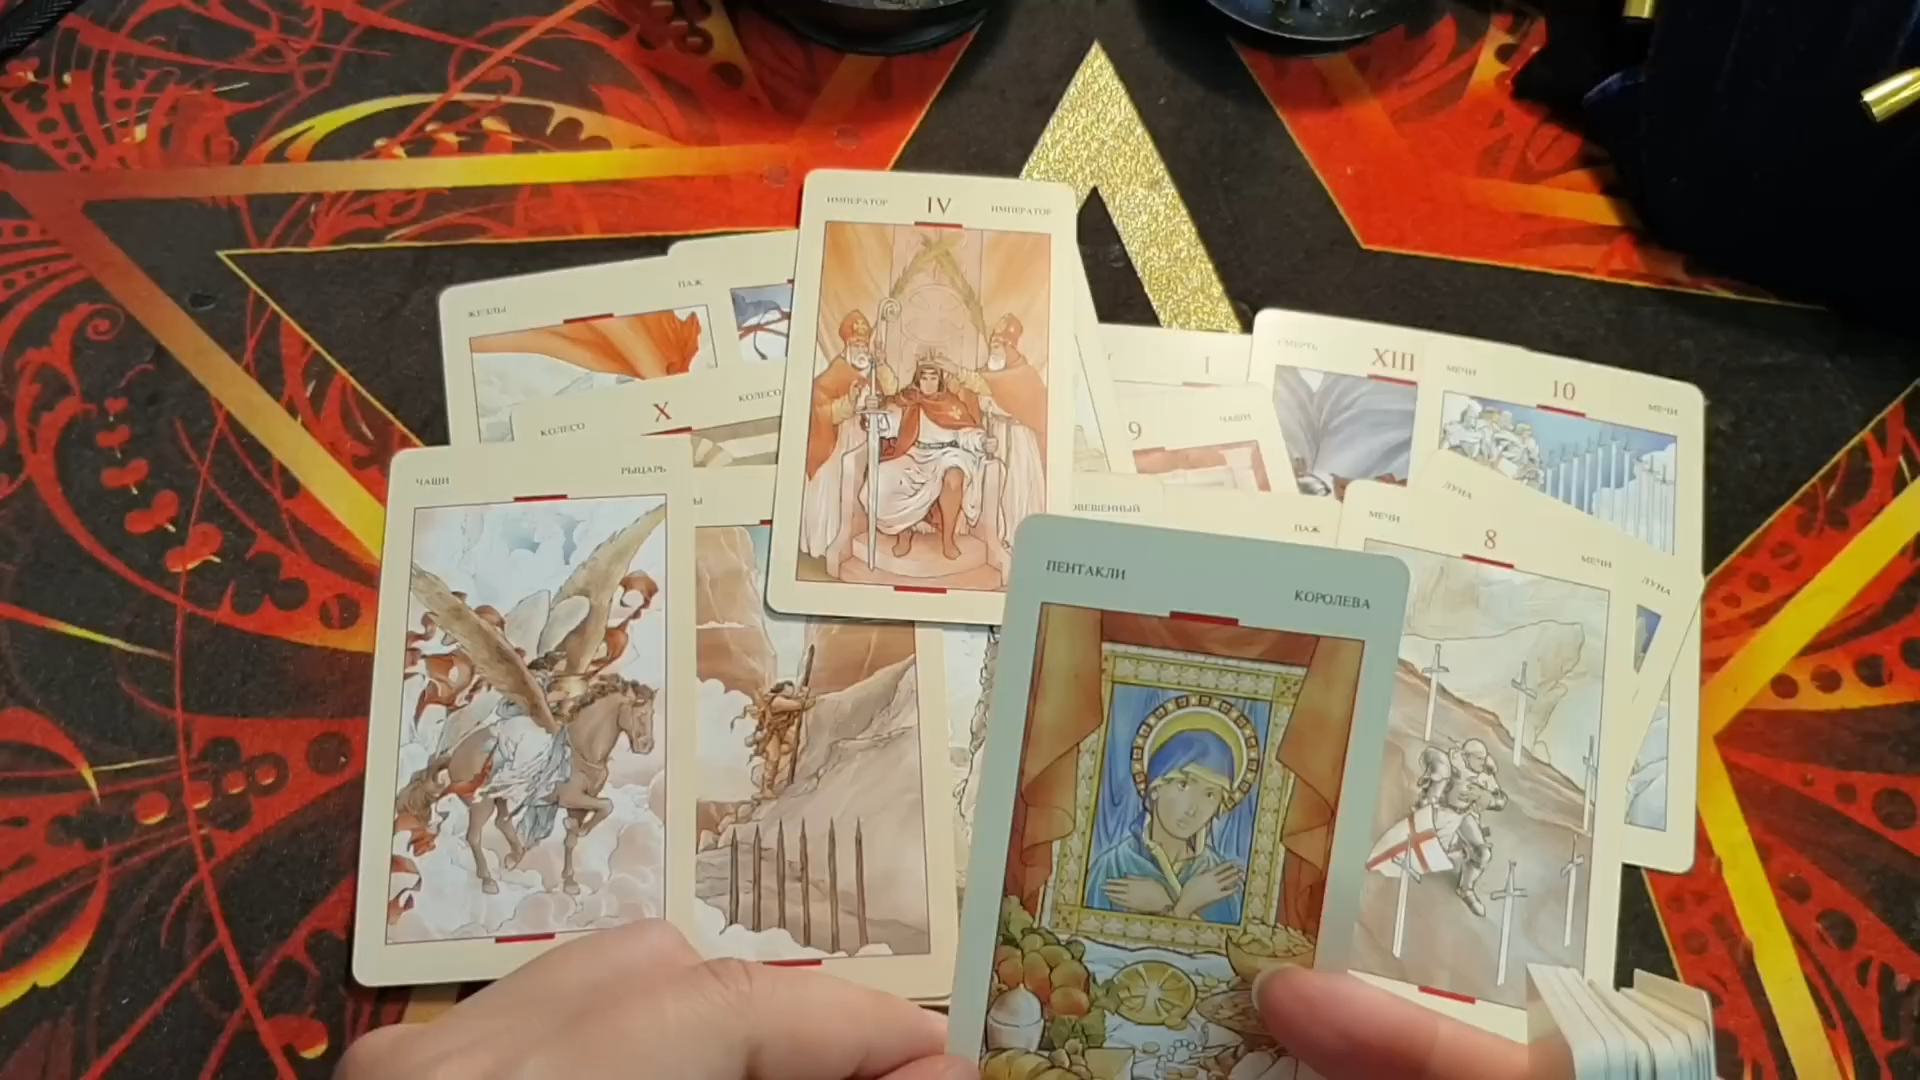 ИМПЕРАТОР IV ИМПЕРАТОР
ЖЕЗЛЫ ПАЖ
КОЛЕСО X КОЛЕСО
I
9 ЧАШИ
СМЕРТЬ XIII
МЕЧИ 10 МЕЧИ
ЧАШИ РЫЦАРЬ
ПАЖ
МЕЧИ 8 МЕЧИ
ЛУНА
ЛУНА
ПЕНТАКЛИ КОРОЛЕВА